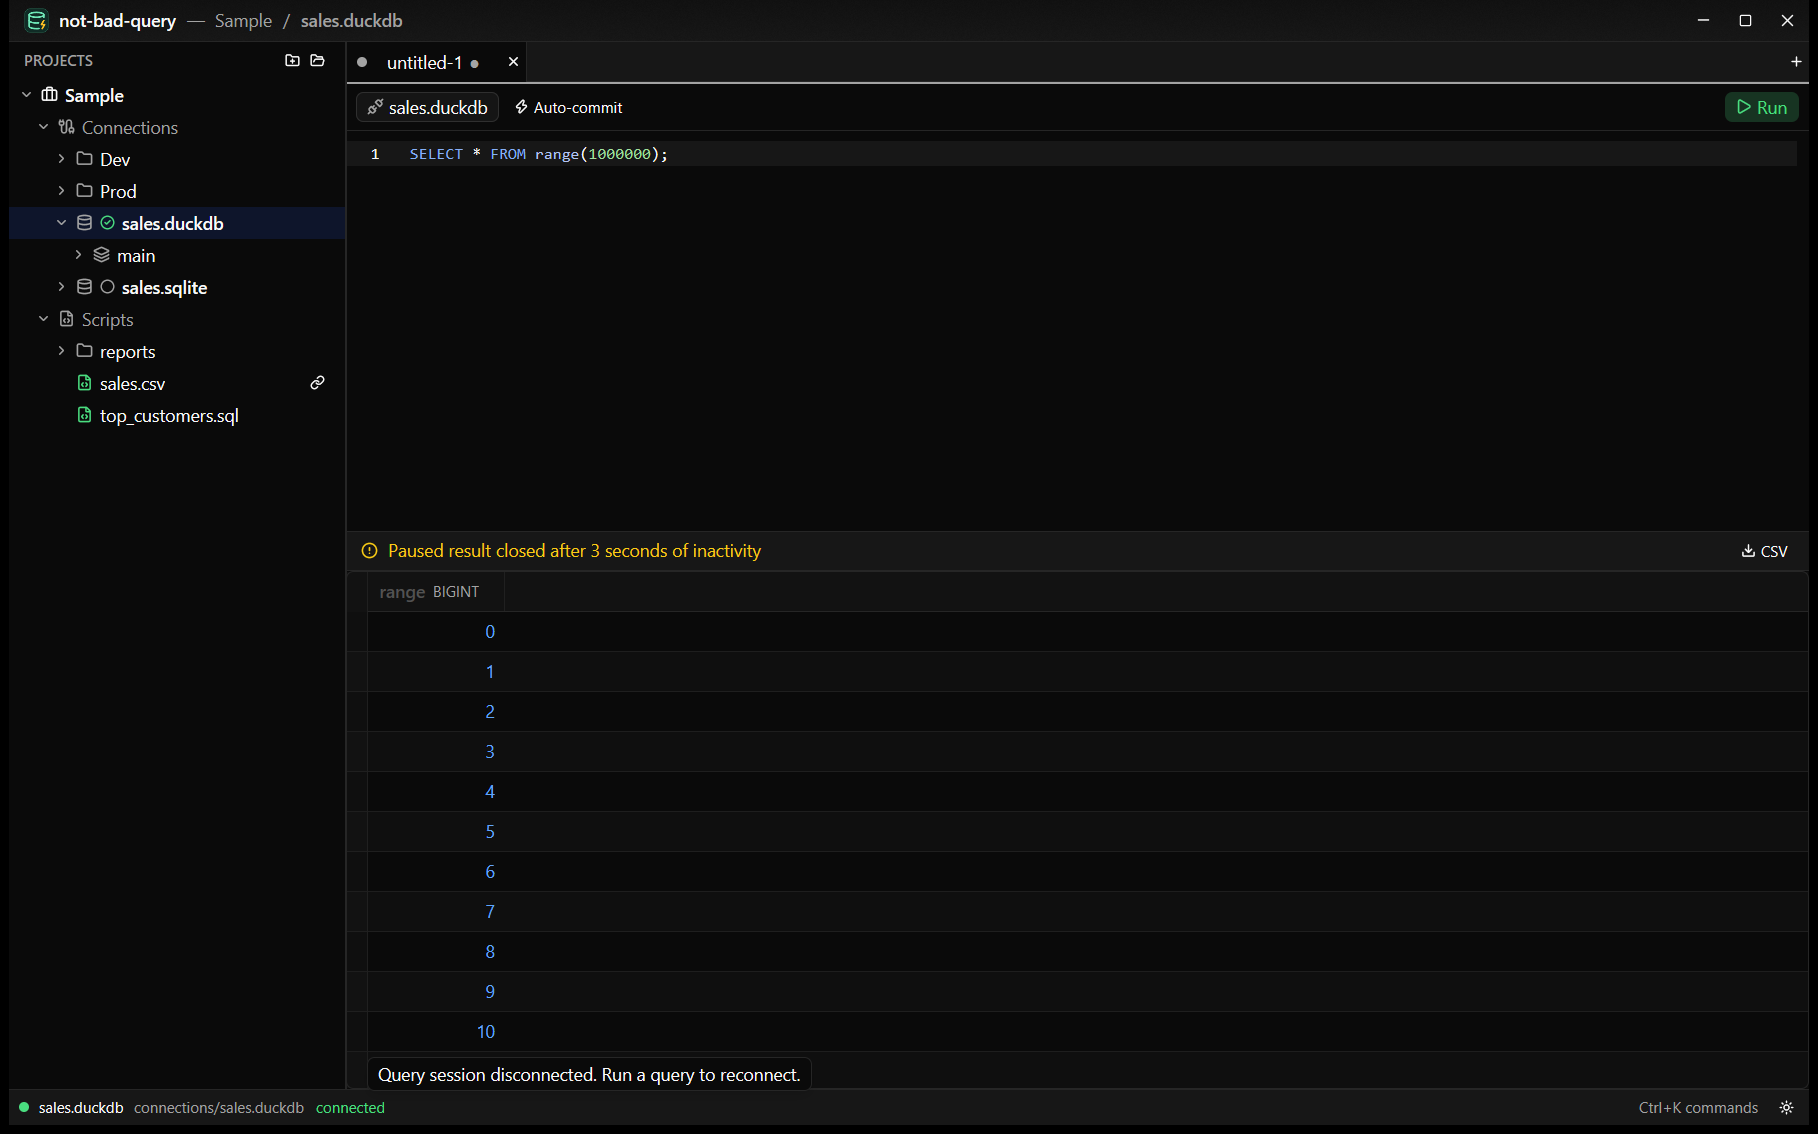 not-bad-query — Sample / sales.duckdb
PROJECTS
Sample
Connections
Dev
Prod
sales.duckdb
main
sales.sqlite
Scripts
reports
sales.csv
top_customers.sql
untitled-1
sales.duckdb Auto-commit Run
1 SELECT * FROM range(1000000);
Paused result closed after 3 seconds of inactivity CSV
range BIGINT
0
1
2
3
4
5
6
7
8
9
10
Query session disconnected. Run a query to reconnect.
sales.duckdb connections/sales.duckdb connected Ctrl+K commands